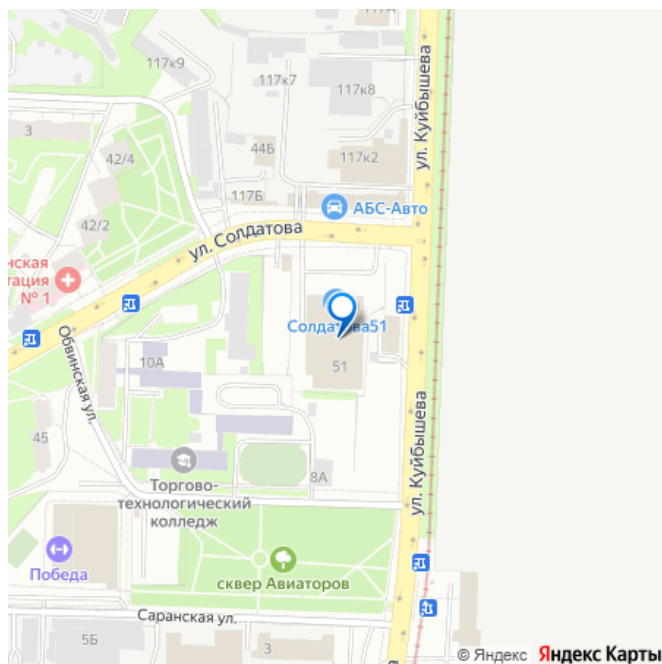 117А
117к9
117к7
117к8
ул. Куйбышева
3
44Б
117к2
42/4
117Б
АБС-Авто
42/2
ул. Солдатова
нская
тация
№ 1
Солдатова51
Обвинская ул.
10А
51
ул. Куйбышева
45
Торгово-
технологический
колледж
8А
Победа
сквер Авиаторов
Саранская ул.
5Б
3
© Яндекс Яндекс Карты